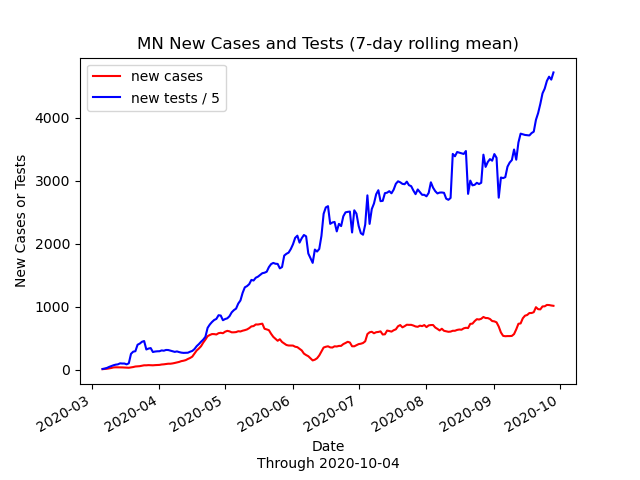 MN New Cases and Tests (7-day rolling mean)
new cases
new tests / 5
New Cases or Tests
4000
3000
2000
1000
0
2020-03
2020-04
2020-05
2020-06
2020-07
2020-08
2020-09
2020-10
Date
Through 2020-10-04